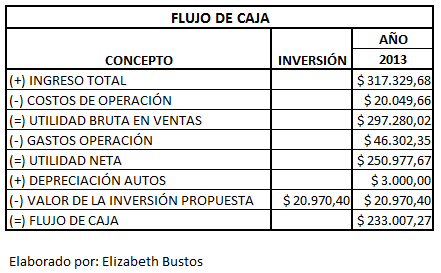 FLUJO DE CAJA
AÑO
CONCEPTO INVERSIÓN 2013
(+) INGRESO TOTAL $ 317.329,68
(-) COSTOS DE OPERACIÓN $ 20.049,66
(=) UTILIDAD BRUTA EN VENTAS $ 297.280,02
(-) GASTOS OPERACIÓN $ 46.302,35
(=) UTILIDAD NETA $ 250.977,67
(+) DEPRECIACIÓN AUTOS $ 3.000,00
(-) VALOR DE LA INVERSIÓN PROPUESTA $ 20.970,40 $ 20.970,40
(=) FLUJO DE CAJA $ 233.007,27
Elaborado por: Elizabeth Bustos